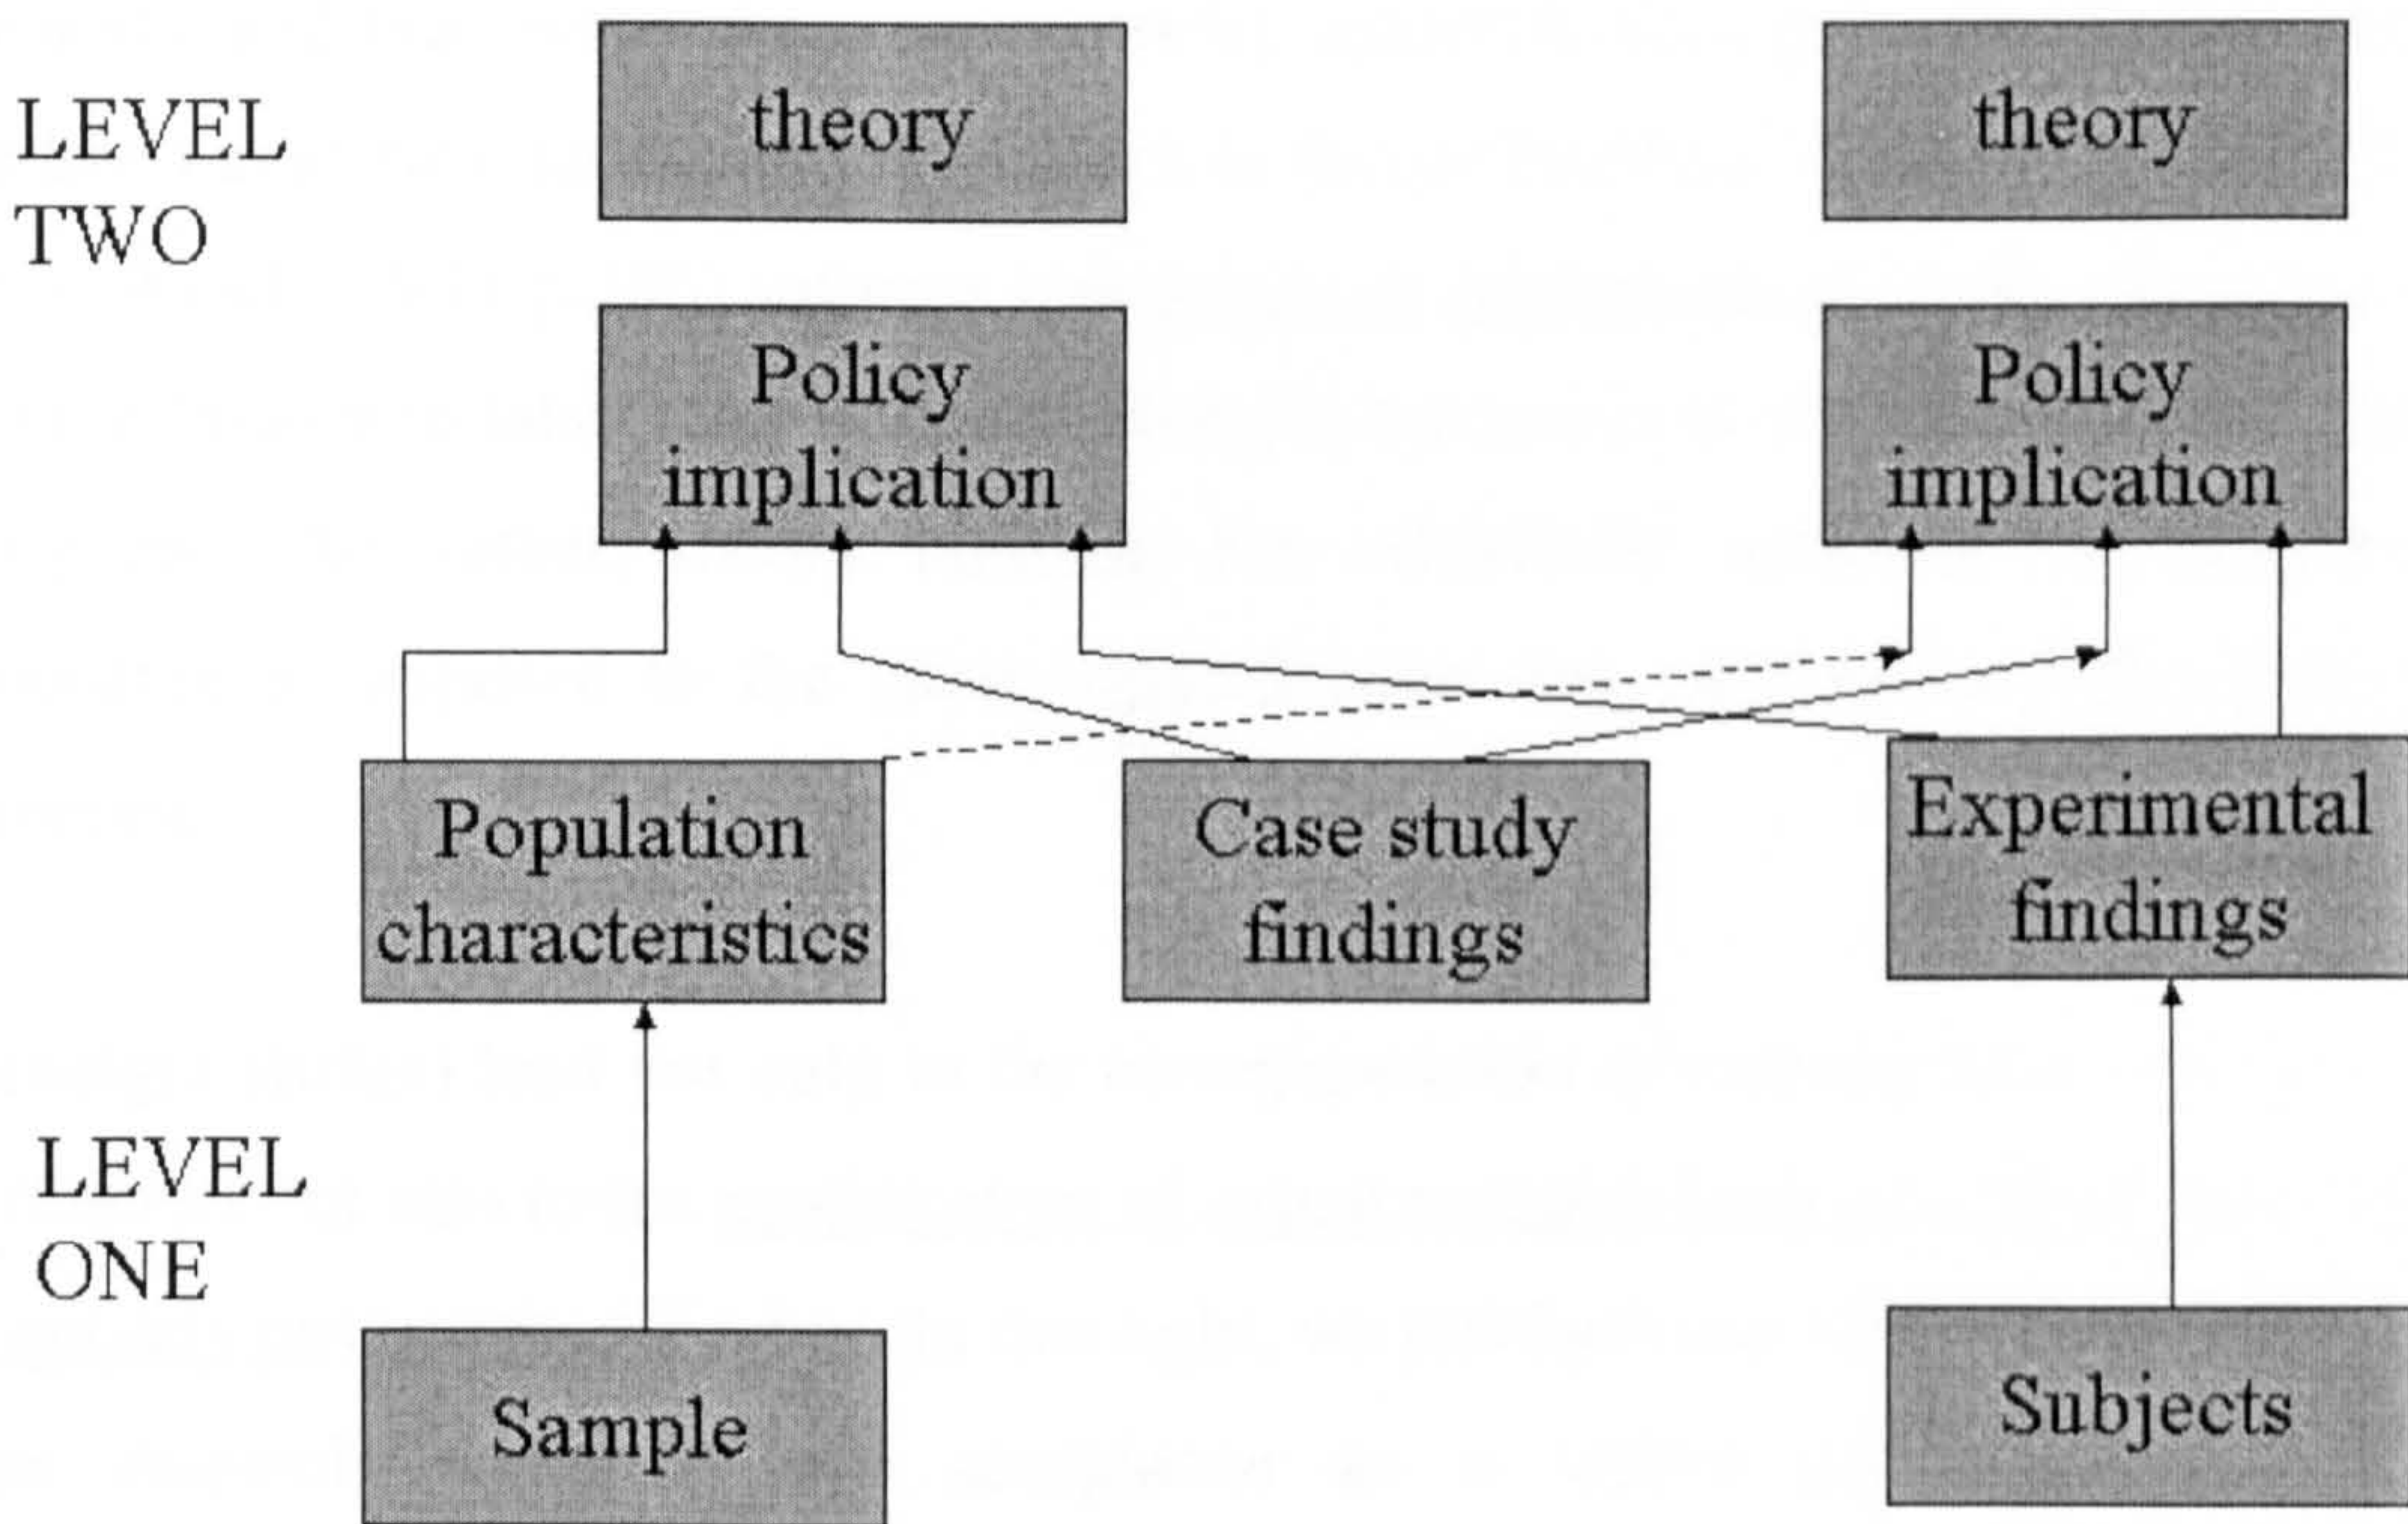 LEVEL
TWO
theory
theory
Policy
implication
Policy
implication
Population
characteristics
Case study
findings
Experimental
findings
LEVEL
ONE
Sample
Subjects